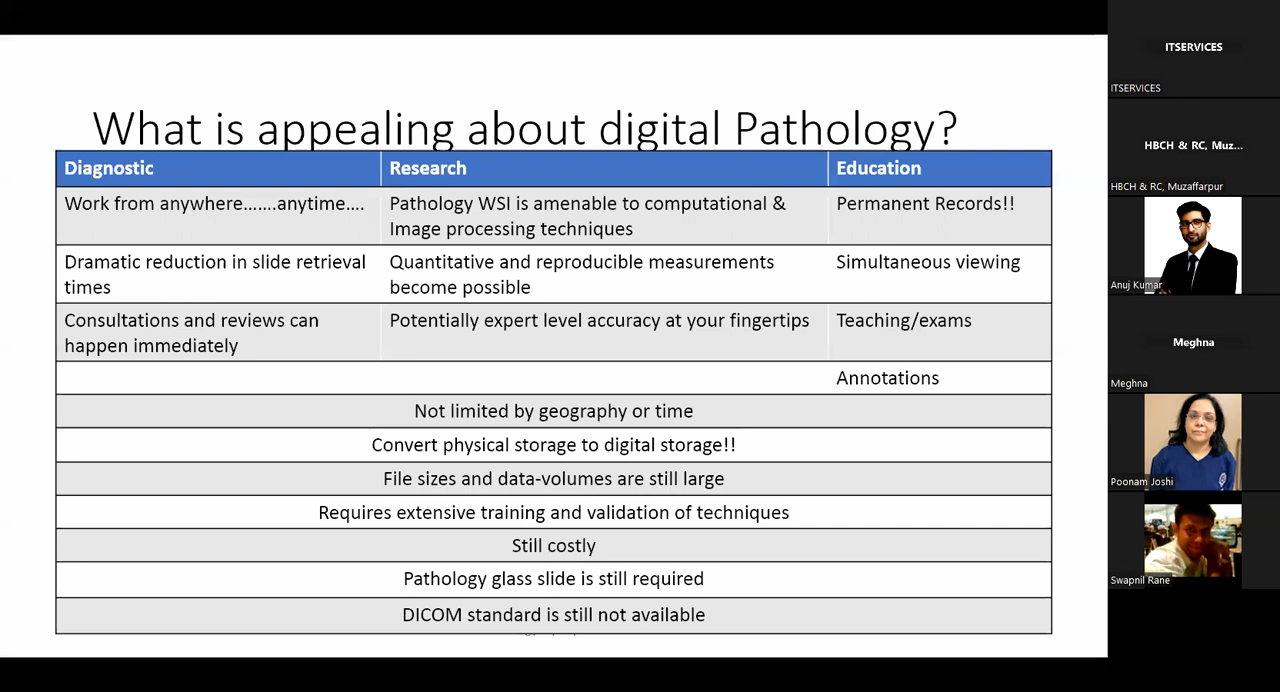 What is appealing about digital Pathology?
Diagnostic
Research
Education
Work from anywhere…….anytime….
Pathology WSI is amenable to computational &
Image processing techniques
Permanent Records!!
Dramatic reduction in slide retrieval
times
Quantitative and reproducible measurements
become possible
Simultaneous viewing
Consultations and reviews can
happen immediately
Potentially expert level accuracy at your fingertips
Teaching/exams
Annotations
Not limited by geography or time
Convert physical storage to digital storage!!
File sizes and data-volumes are still large
Requires extensive training and validation of techniques
Still costly
Pathology glass slide is still required
DICOM standard is still not available
ITSERVICES
ITSERVICES
HBCH & RC, Muz...
HBCH & RC, Muzaffarpur
Anuj Kumar
Meghna
Meghna
Poonam Joshi
Swapnil Rane